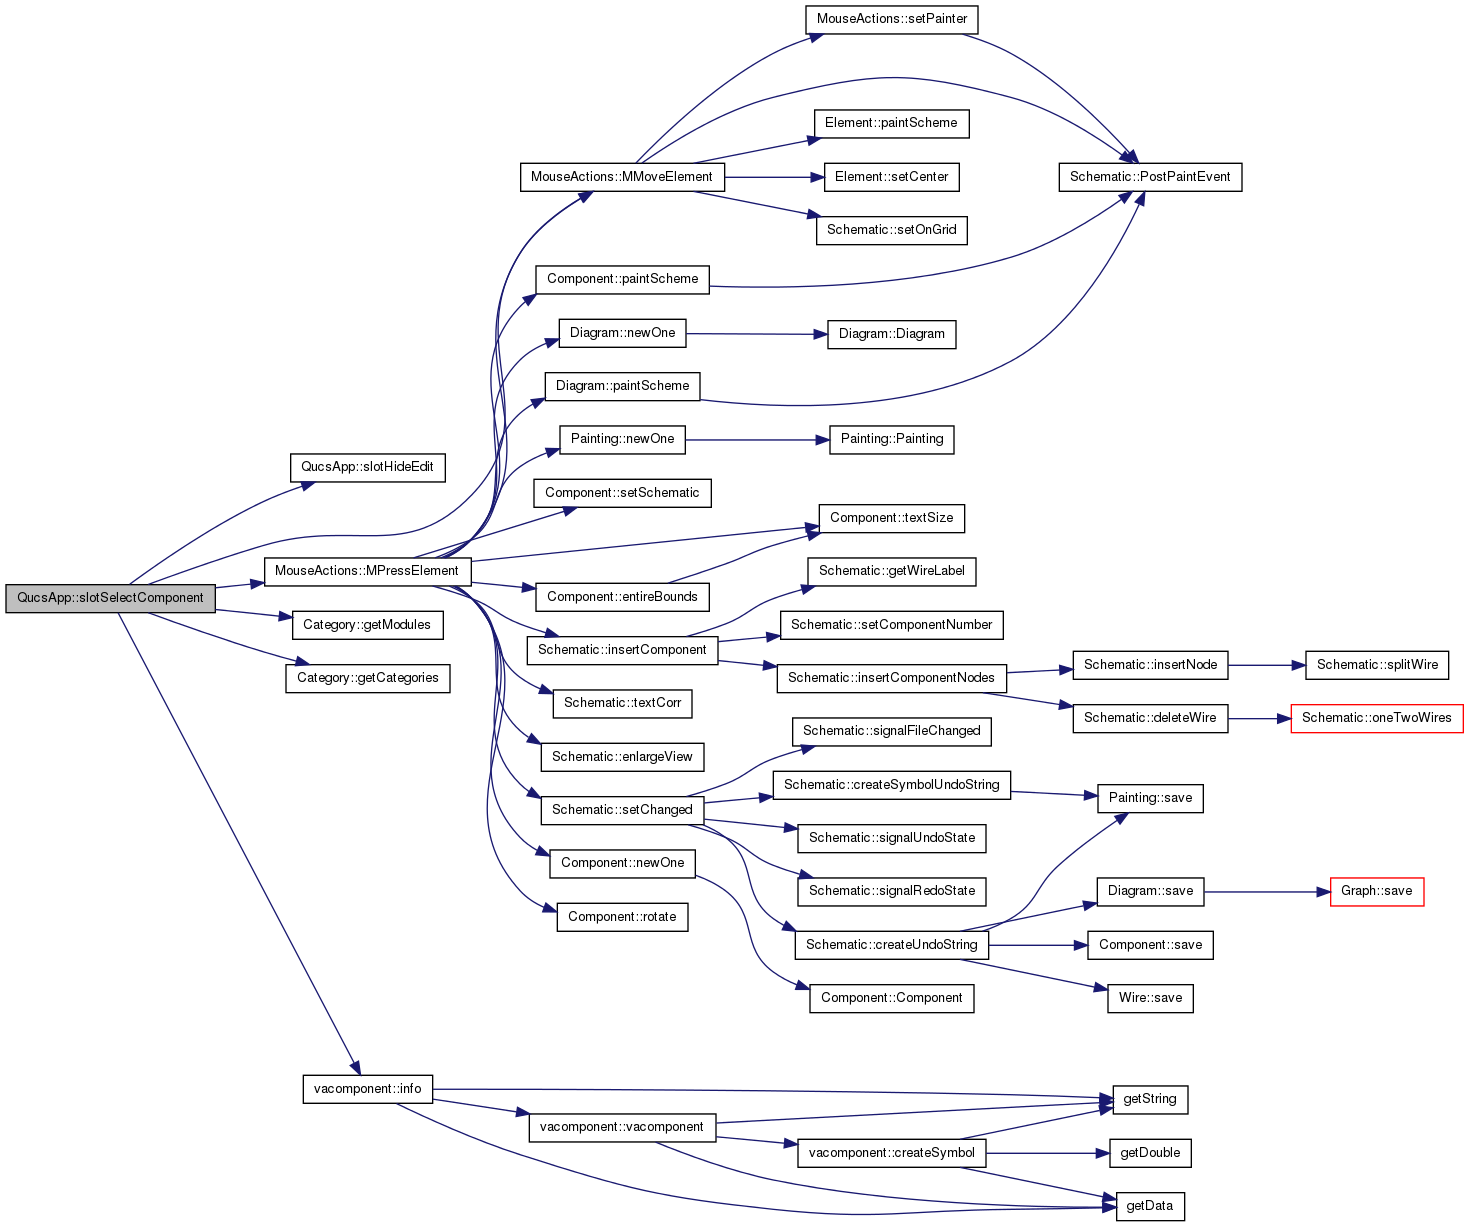 MouseActions::setPainter
Element::paintScheme
MouseActions::MMoveElement
Element::setCenter
Schematic::PostPaintEvent
Schematic::setOnGrid
Component::paintScheme
Diagram::newOne
Diagram::Diagram
Diagram::paintScheme
Painting::newOne
Painting::Painting
QucsApp::slotHideEdit
Component::setSchematic
Component::textSize
MouseActions::MPressElement
Schematic::getWireLabel
QucsApp::slotSelectComponent
Component::entireBounds
Category::getModules
Schematic::setComponentNumber
Schematic::insertComponent
Category::getCategories
Schematic::insertComponentNodes
Schematic::insertNode
Schematic::splitWire
Schematic::textCorr
Schematic::deleteWire
Schematic::oneTwoWires
Schematic::signalFileChanged
Schematic::enlargeView
Schematic::createSymbolUndoString
Painting::save
Schematic::setChanged
Schematic::signalUndoState
Component::newOne
Schematic::signalRedoState
Diagram::save
Graph::save
Component::rotate
Schematic::createUndoString
Component::save
Component::Component
Wire::save
vacomponent::info
getString
vacomponent::vacomponent
vacomponent::createSymbol
getDouble
getData